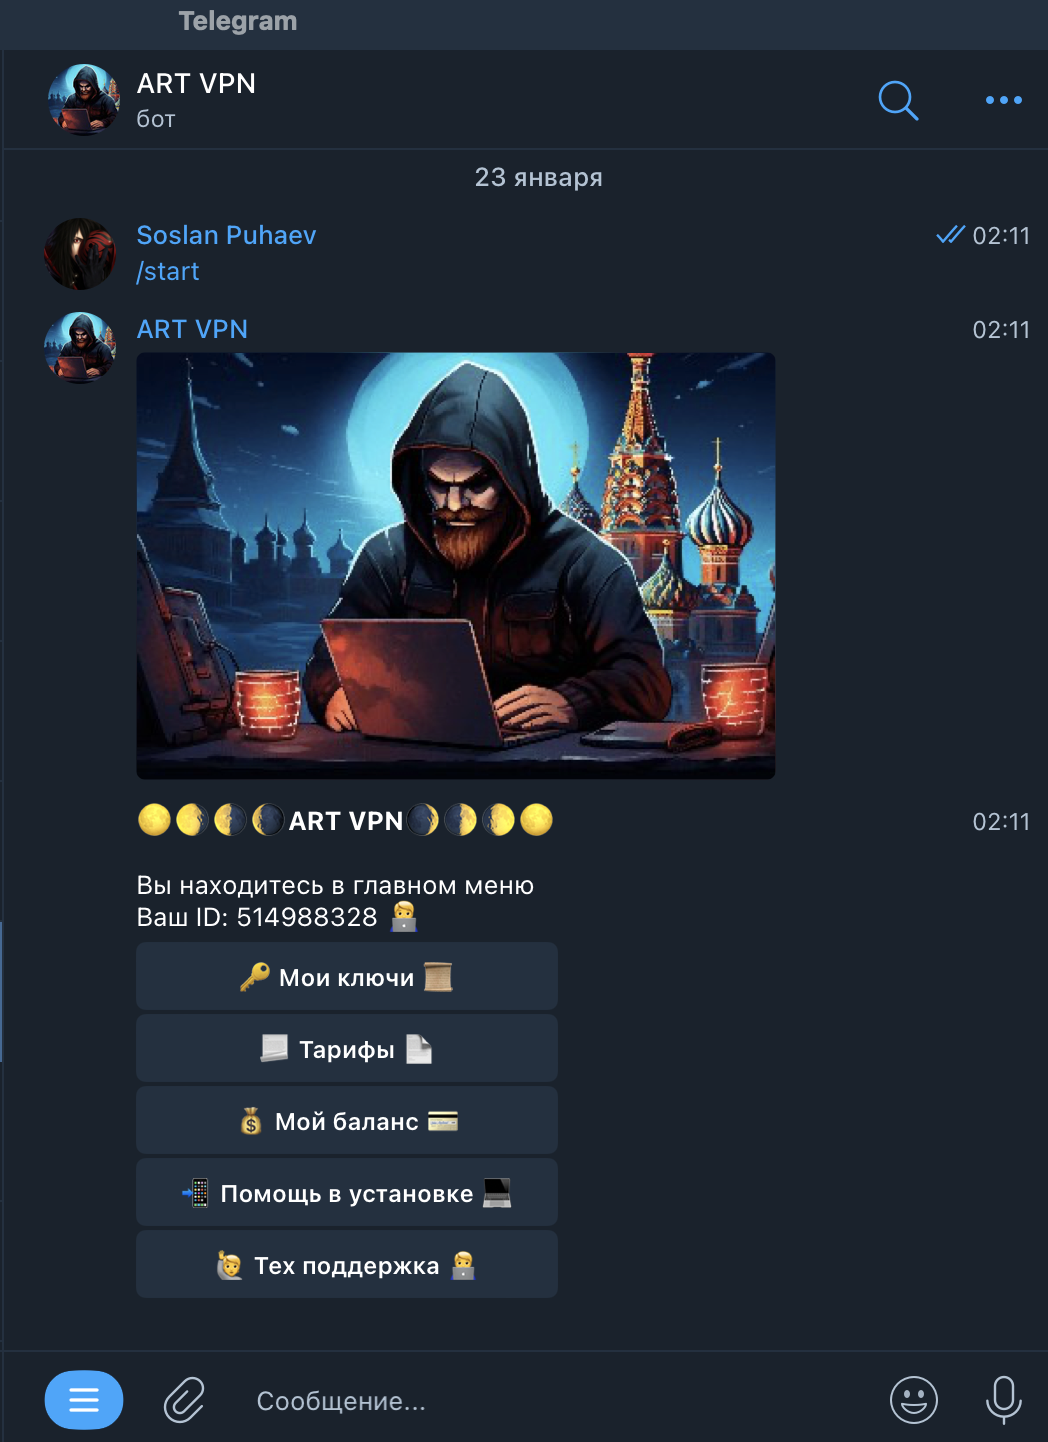 Telegram
ART VPN
бот
23 января
Soslan Puhaev
02:11
/start
ART VPN
02:11
ART VPN
02:11
Вы находитесь в главном меню
Ваш ID: 514988328
Мои ключи
Тарифы
Мой баланс
Помощь в установке
Тех поддержка
Сообщение...